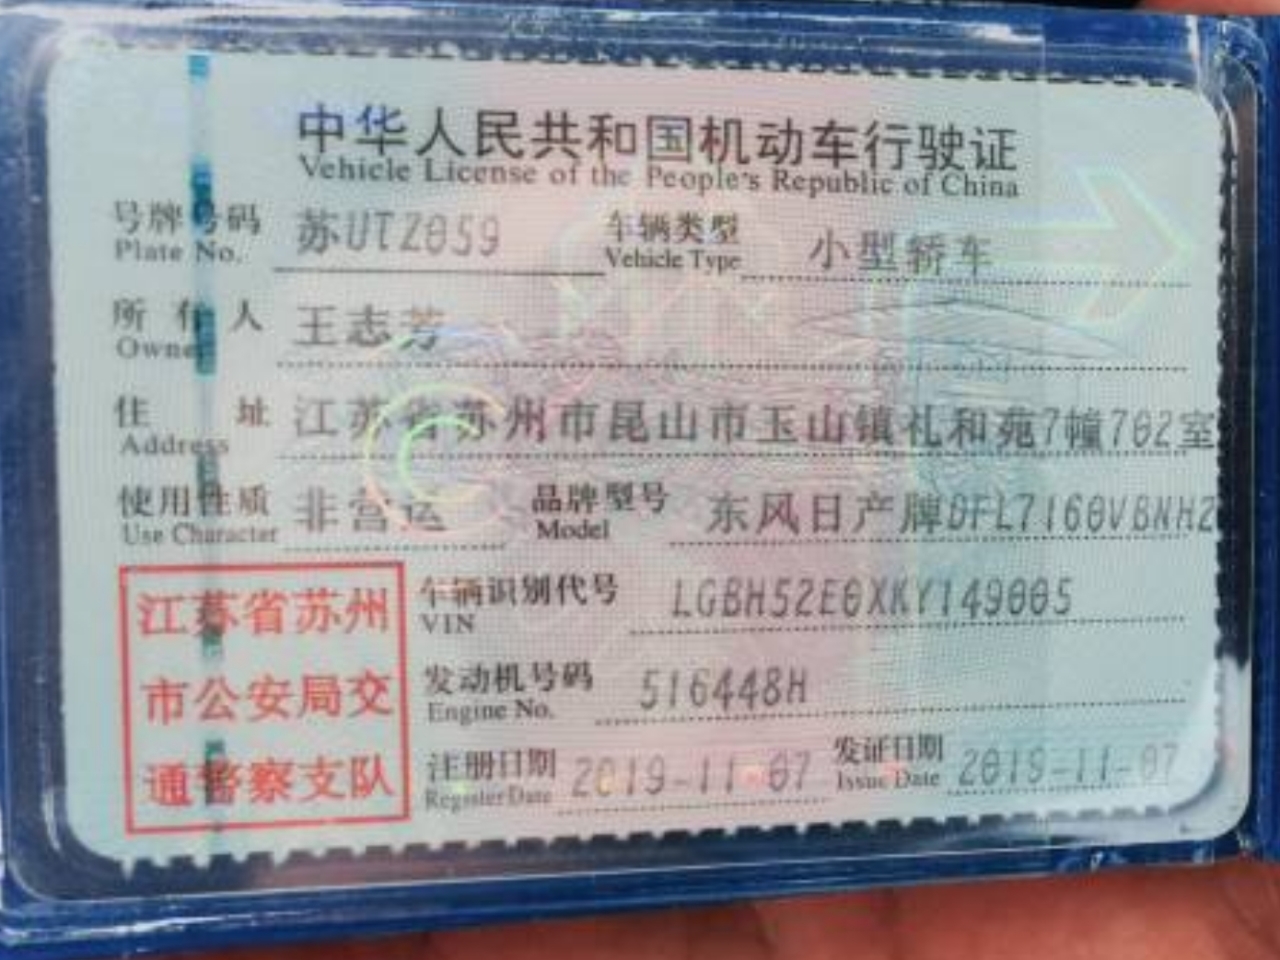 中华人民共和国机动车行驶证
Vehicle License of the People's Republic of China
号牌号码 苏UTZ059 车辆类型 小型轿车
Plate No. Vehicle Type
所有人 王志芳
Owner
住址 江苏省苏州市昆山市玉山镇礼和苑7幢702室
Address
使用性质 非营运 品牌型号 东风日产牌DFL7160VBNH2
Use Character Model
江苏省苏州
市公安局交
通警察支队
车辆识别代号 LGBH52E0XKY149005
VIN
发动机号码 516448H
Engine No.
注册日期 2019-11-07 发证日期 2019-11-07
Register Date Issue Date